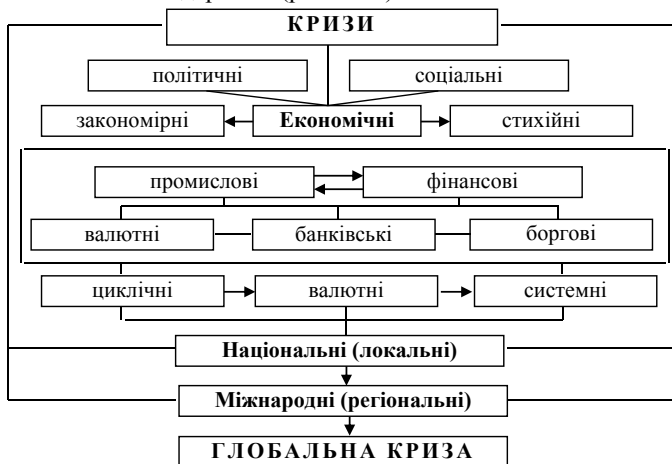 КРИЗИ
політичні
соціальні
закономірні
Економічні
стихійні
промислові
фінансові
валютні
банківські
боргові
циклічні
валютні
системні
Національні (локальні)
Міжнародні (регіональні)
ГЛОБАЛЬНА КРИЗА